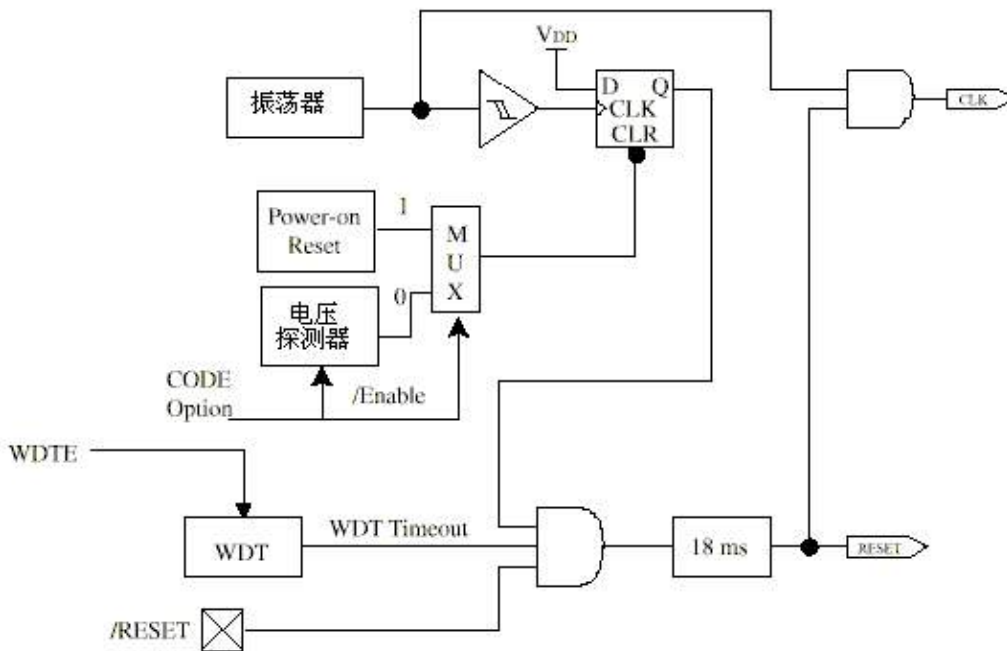 VDD
振荡器
D Q
CLK
CLR
CLK
Power-on
Reset
1
M
U
X
0
电压
探测器
CODE
Option
/Enable
WDTE
WDT Timeout
WDT
18 ms
RESET
/RESET